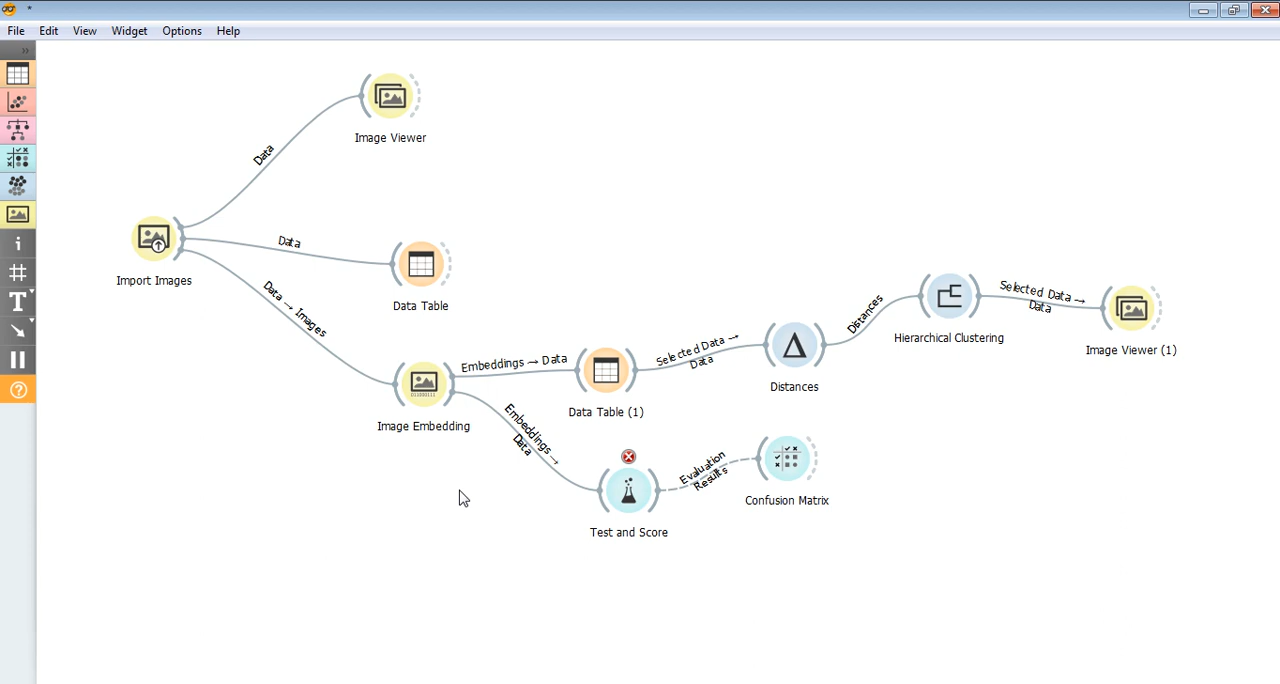 *
File Edit View Widget Options Help
Image Viewer
Data
Data
Import Images
Data → Images
Data Table
Selected Data →
Data
Distances
Hierarchical Clustering
Image Viewer (1)
Embeddings → Data
Selected Data →
Data
Distances
Image Embedding
011000111
Data Table (1)
Embeddings →
Data
Evaluation
Results
Test and Score
Confusion Matrix
i
T
?